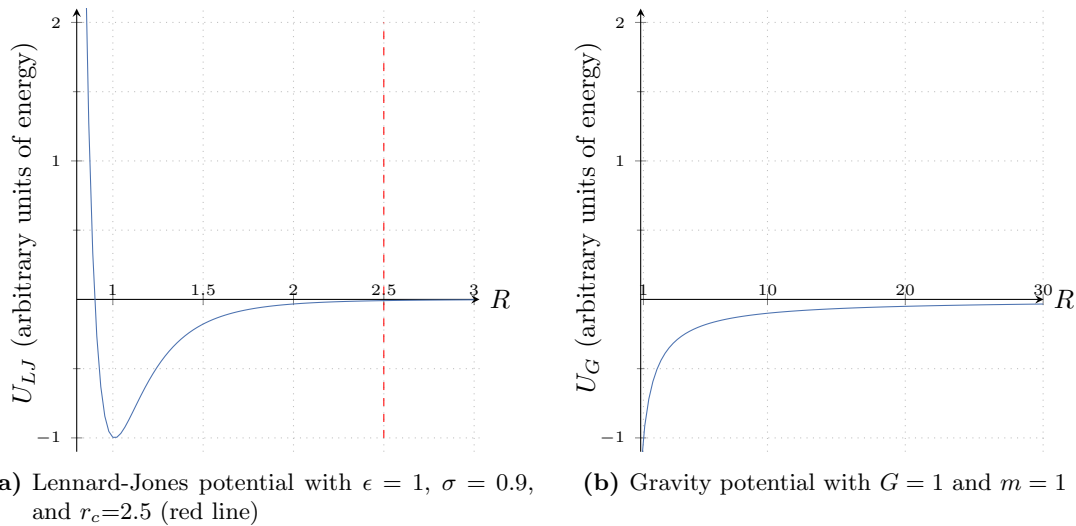 2
1
−1
1
1.5
2
2.5
3
R
U_{LJ} (arbitrary units of energy)
2
1
−1
1
10
20
30
R
U_G (arbitrary units of energy)
a) Lennard-Jones potential with ϵ = 1, σ = 0.9,
and r_c=2.5 (red line)
(b) Gravity potential with G = 1 and m = 1